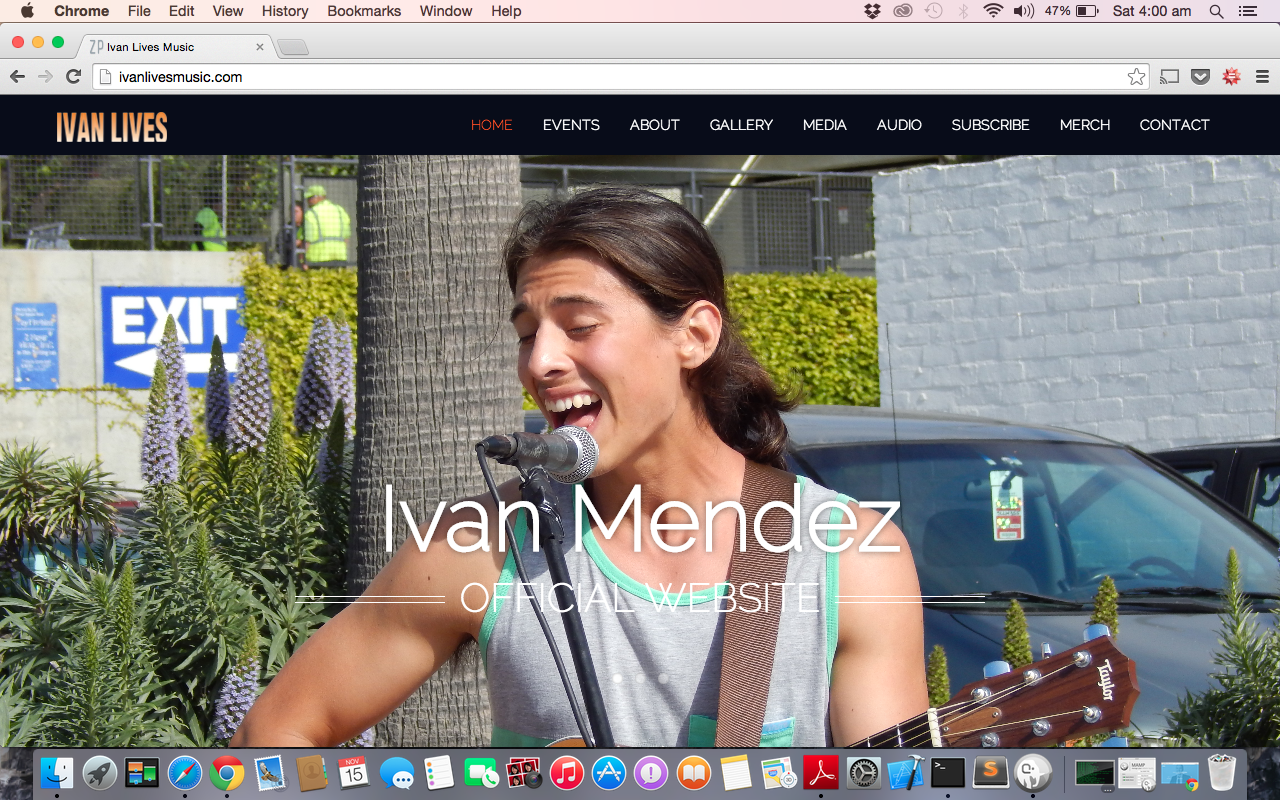 Chrome File Edit View History Bookmarks Window Help 47% Sat 4:00 am
ZP Ivan Lives Music
ivanlivesmusic.com
IVAN LIVES HOME EVENTS ABOUT GALLERY MEDIA AUDIO SUBSCRIBE MERCH CONTACT
EXIT
Ivan Mendez
OFFICIAL WEBSITE
Taylor
NOV
15